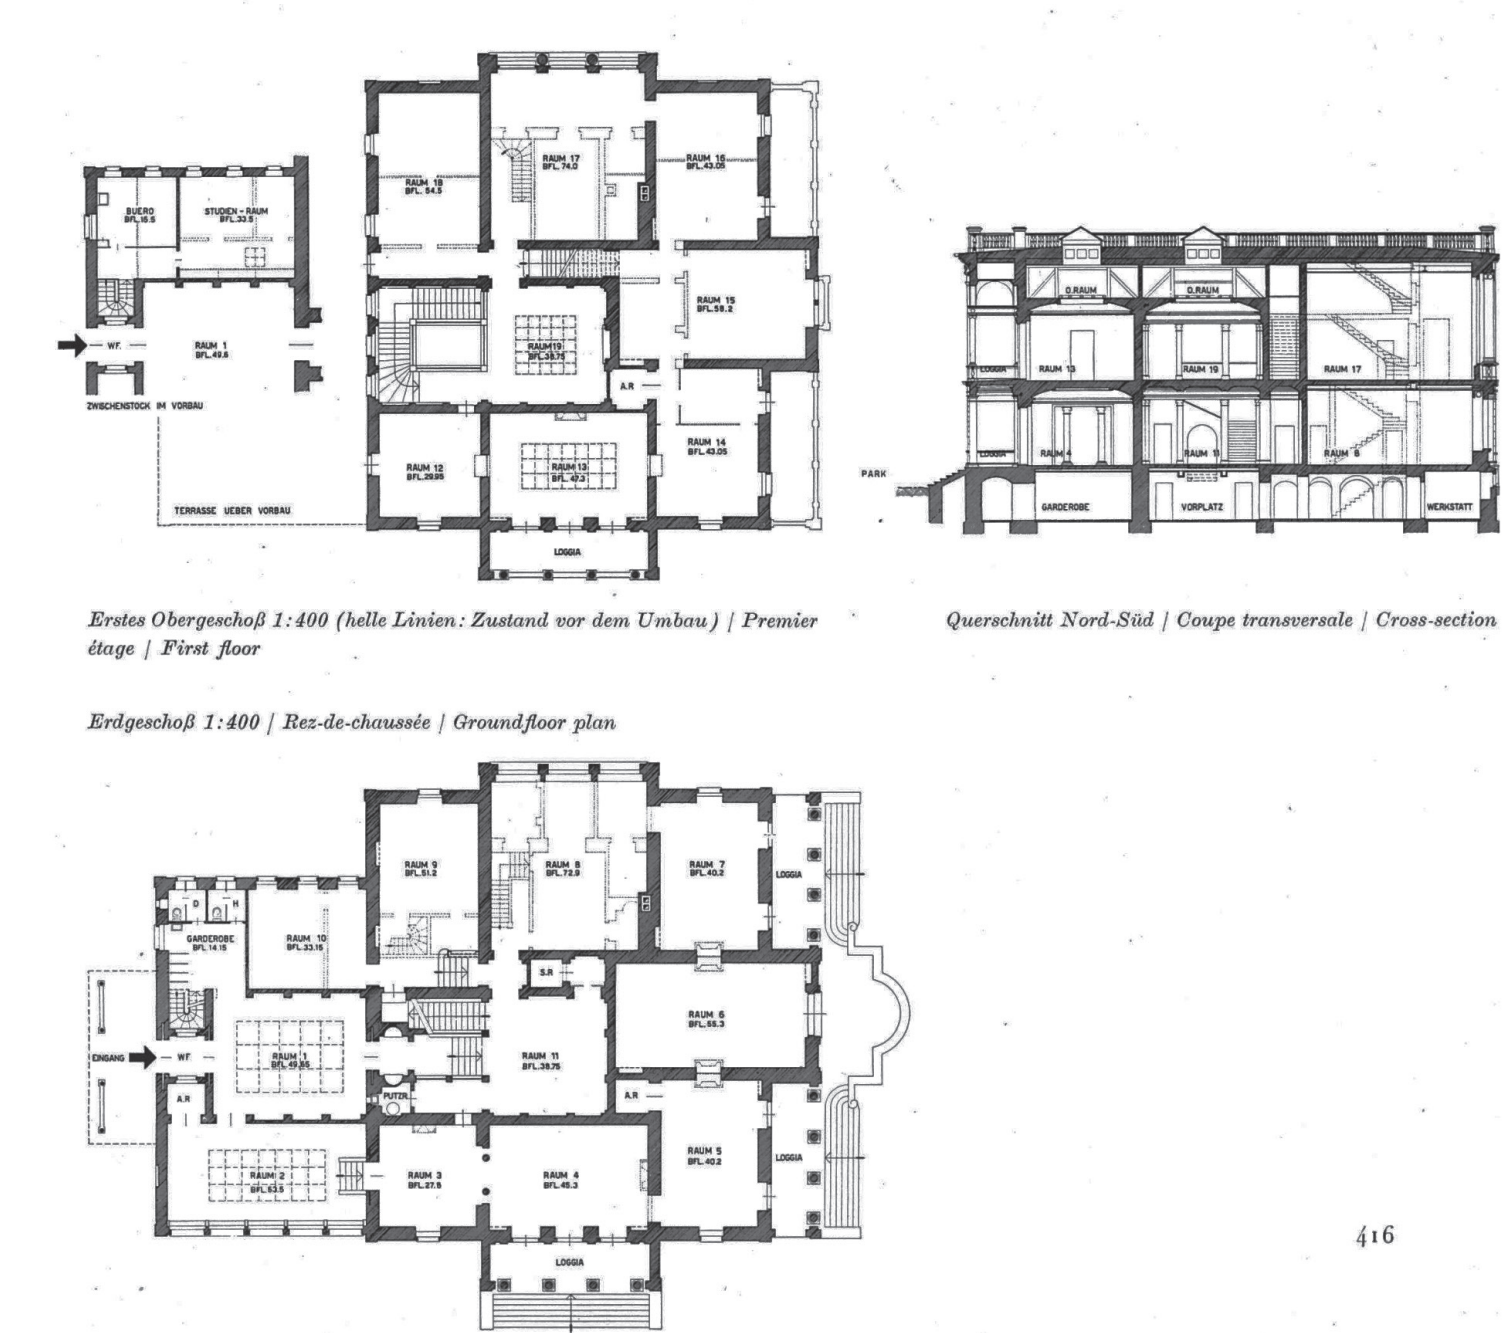 RAUM 17
BFL. 74.0
RAUM 16
BFL.43.05
RAUM 18
BFL. 54.5
BUERO
BFL.15.5
STUDIEN-RAUM
BFL.33.5
RAUM 15
BFL.58.2
WF.
RAUM 1
BFL.49.6
RAUM19
BFL.38.75
A.R
ZWISCHENSTOCK IM VORBAU
RAUM 14
BFL.43.05
RAUM 12
BFL.29.95
RAUM 13
BFL. 47.3
TERRASSE UEBER VORBAU
LOGGIA
O.RAUM
O.RAUM
LOGGIA
RAUM 13
RAUM 19
RAUM 17
LOGGIA
RAUM 4
RAUM 11
RAUM 8
PARK
GARDEROBE
VORPLATZ
WERKSTATT
Erstes Obergeschoß 1:400 (helle Linien: Zustand vor dem Umbau) | Premier
étage | First floor
Querschnitt Nord-Süd | Coupe transversale | Cross-section
Erdgeschoß 1:400 | Rez-de-chaussée | Groundfloor plan
RAUM 9
BFL.51.2
RAUM 8
BFL.72.9
RAUM 7
BFL.40.2
LOGGIA
D
H
GARDEROBE
BFL.14.15
RAUM 10
BFL.33.15
S.R
RAUM 6
BFL.55.3
EINGANG
WF
RAUM 1
BFL.49.65
RAUM 11
BFL.38.75
A.R
PUTZR.
A.R
RAUM 5
BFL.40.2
LOGGIA
RAUM 2
BFL.53.5
RAUM 3
BFL.27.5
RAUM 4
BFL.45.3
LOGGIA
416